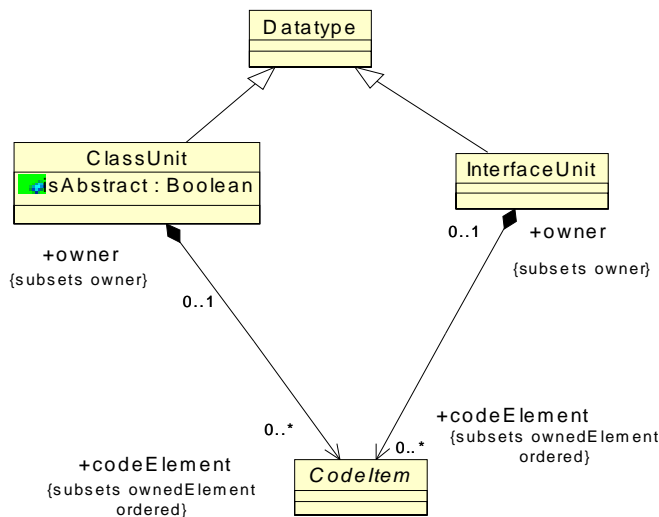 Datatype
ClassUnit
isAbstract : Boolean
InterfaceUnit
+owner
{subsets owner}
0..1
0..1
+owner
{subsets owner}
0..*
+codeElement
{subsets ownedElement
ordered}
0..*
+codeElement
{subsets ownedElement
ordered}
CodeItem